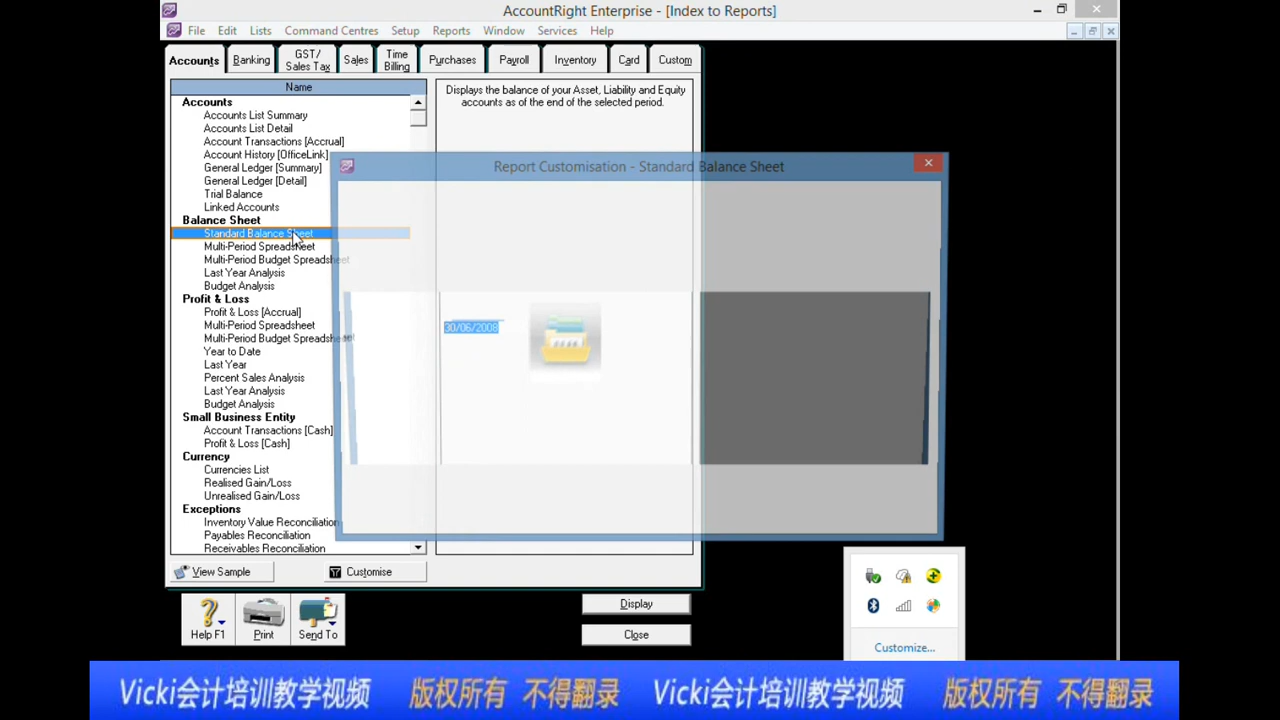 AccountRight Enterprise - [Index to Reports]
File Edit Lists Command Centres Setup Reports Window Services Help
Accounts Banking GST/ Sales Tax Sales Time Billing Purchases Payroll Inventory Card Custom
Name
Accounts
Accounts List Summary
Accounts List Detail
Account Transactions [Accrual]
Account History [OfficeLink]
General Ledger [Summary]
General Ledger [Detail]
Trial Balance
Linked Accounts
Balance Sheet
Standard Balance Sheet
Multi-Period Spreadsheet
Multi-Period Budget Spreadsheet
Last Year Analysis
Budget Analysis
Profit & Loss
Profit & Loss [Accrual]
Multi-Period Spreadsheet
Multi-Period Budget Spreadsheet
Year to Date
Last Year
Percent Sales Analysis
Last Year Analysis
Budget Analysis
Small Business Entity
Account Transactions [Cash]
Profit & Loss [Cash]
Currency
Currencies List
Realised Gain/Loss
Unrealised Gain/Loss
Exceptions
Inventory Value Reconciliation
Payables Reconciliation
Receivables Reconciliation
Displays the balance of your Asset, Liability and Equity
accounts as of the end of the selected period.
Report Customisation - Standard Balance Sheet
30/06/2008
View Sample Customise
Help F1 Print Send To
Display
Close
Customize...
Vicki会计培训教学视频 版权所有 不得翻录 Vicki会计培训教学视频 版权所有 不得翻录